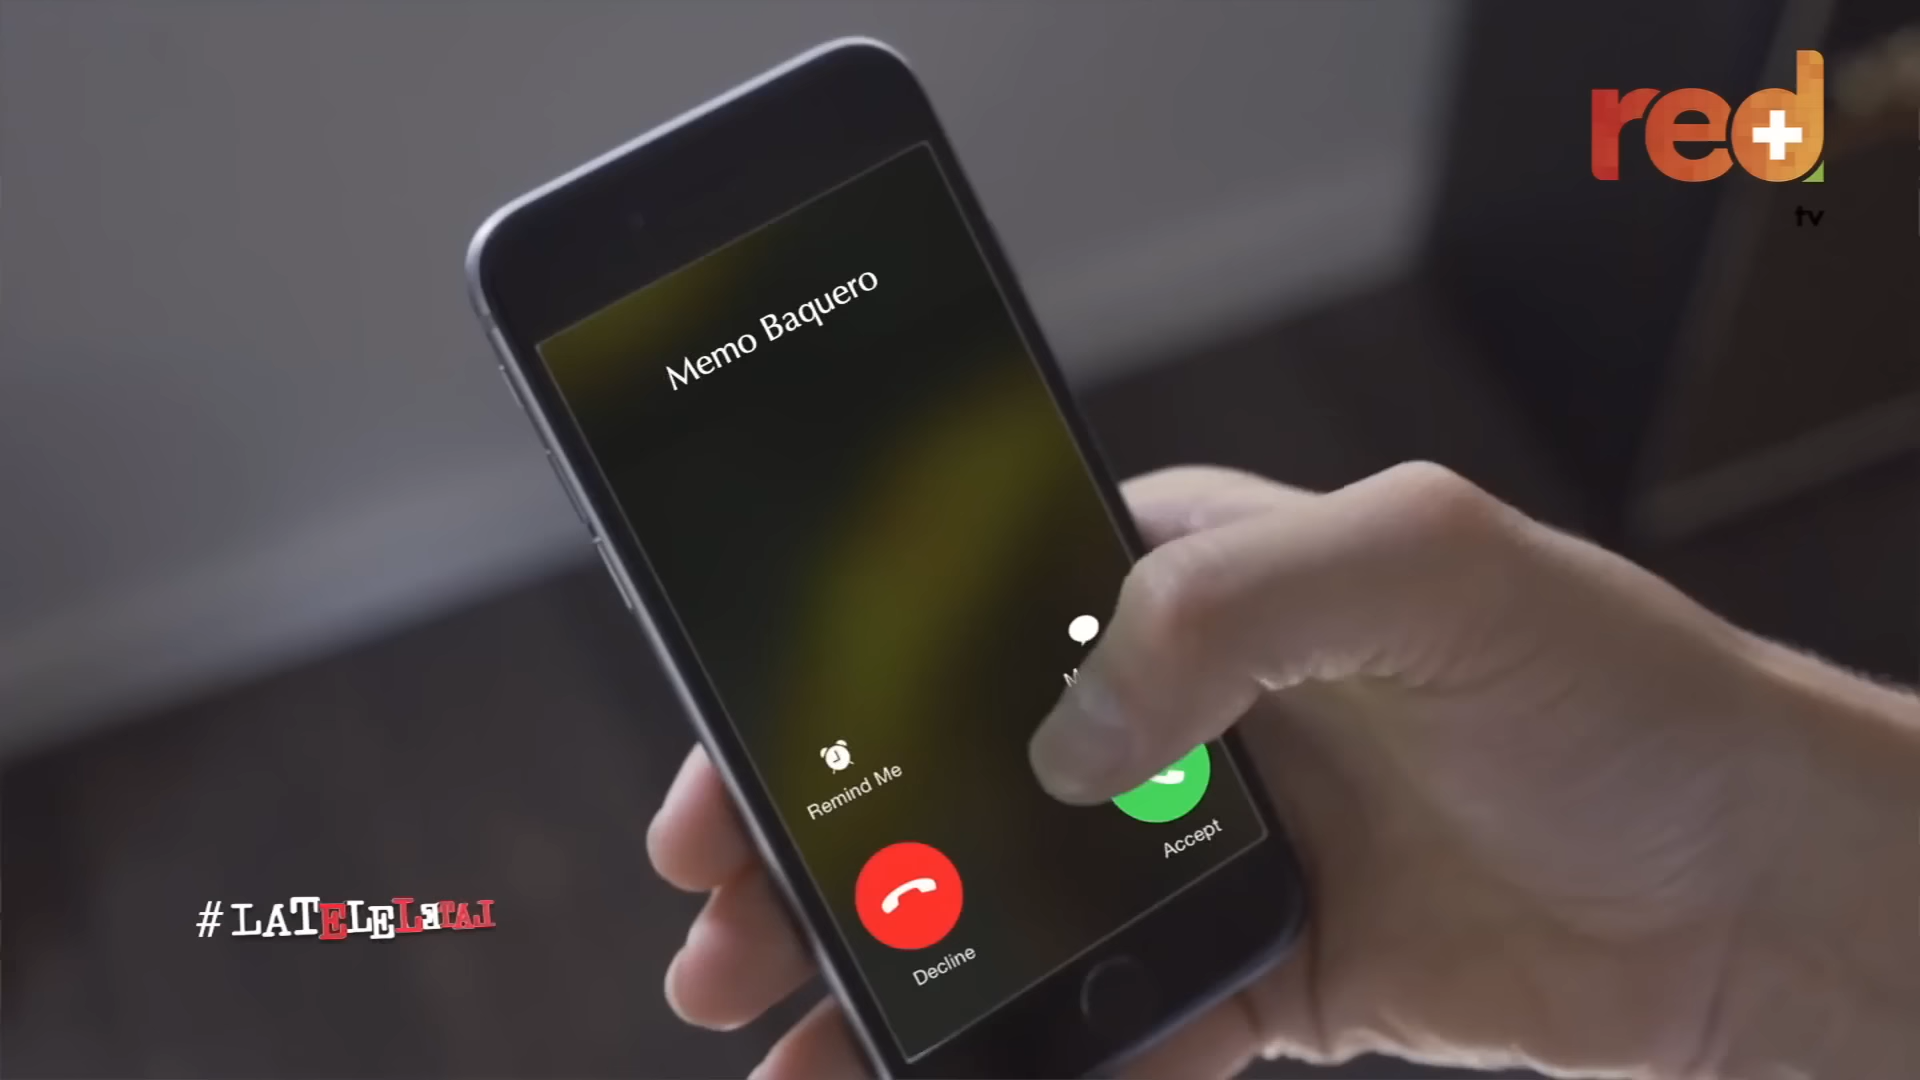 red+
tv
Memo Baquero
Remind Me
Decline
Accept
#LATELELETAL